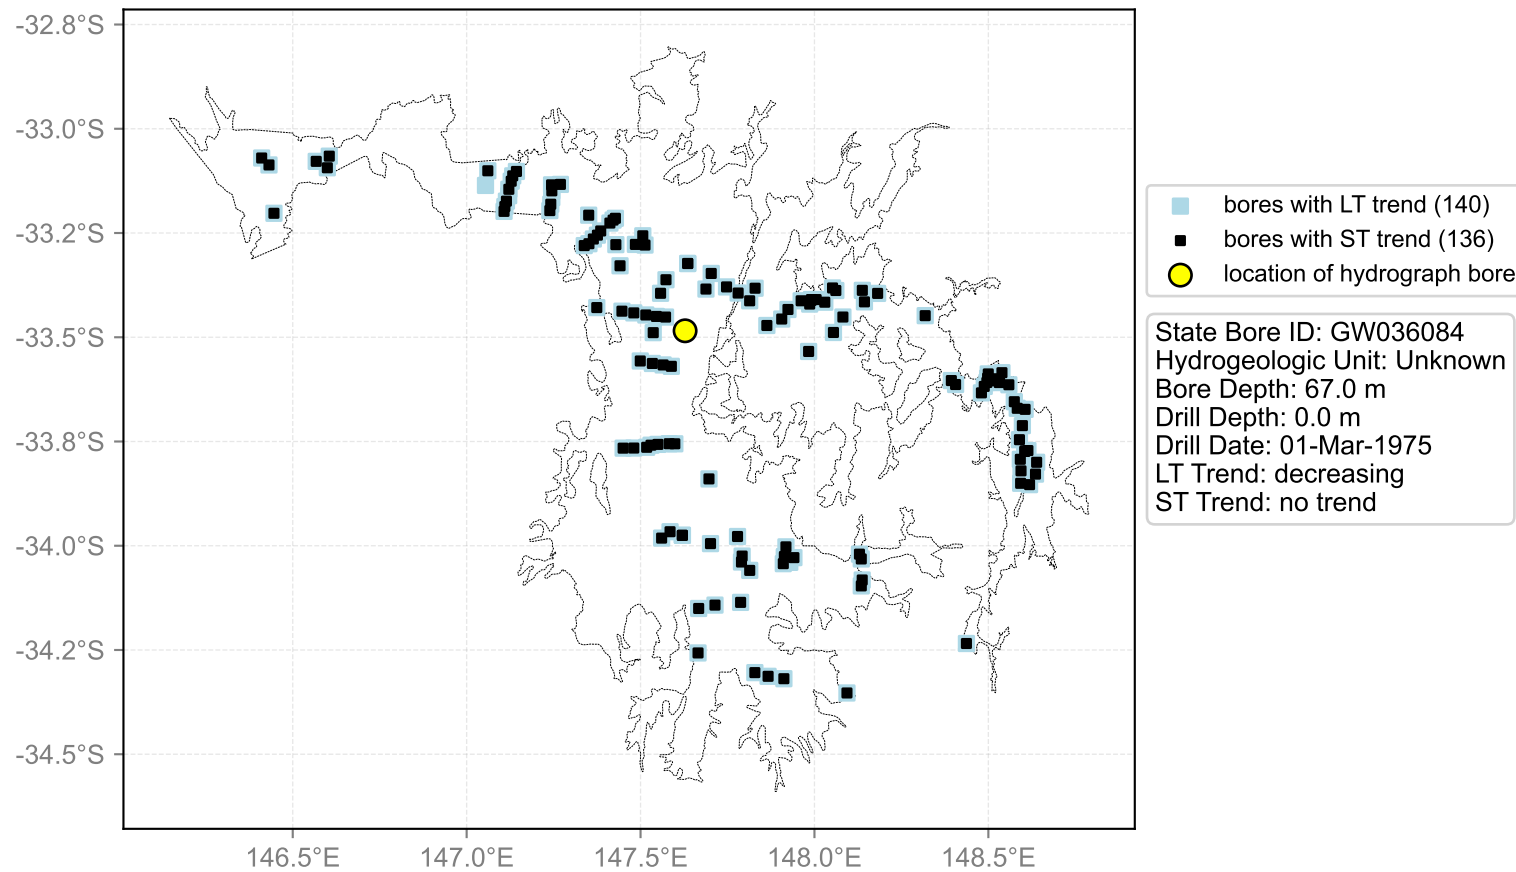 -32.8°S
-33.0°S
-33.2°S
-33.5°S
-33.8°S
-34.0°S
-34.2°S
-34.5°S
146.5°E
147.0°E
147.5°E
148.0°E
148.5°E
bores with LT trend (140)
bores with ST trend (136)
location of hydrograph bore
State Bore ID: GW036084
Hydrogeologic Unit: Unknown
Bore Depth: 67.0 m
Drill Depth: 0.0 m
Drill Date: 01-Mar-1975
LT Trend: decreasing
ST Trend: no trend